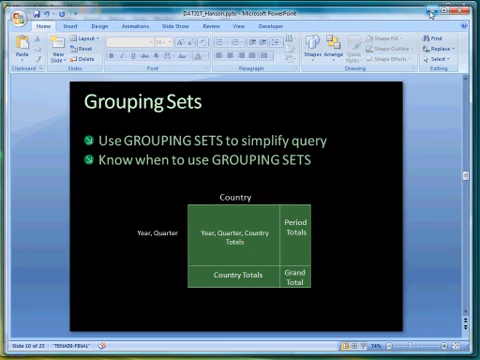 DAT317_Hanson.pptx - Microsoft PowerPoint
Home Insert Design Animations Slide Show Review View Developer
Paste
Clipboard
New Slide
Layout
Reset
Delete
Slides
Font
Paragraph
Shapes Arrange Quick Styles
Shape Fill
Shape Outline
Shape Effects
Drawing
Find
Replace
Select
Editing
Grouping Sets
Use GROUPING SETS to simplify query
Know when to use GROUPING SETS
Country
Year, Quarter
Year, Quarter, Country
Totals
Period
Totals
Country Totals
Grand
Total
Slide 10 of 23
74%